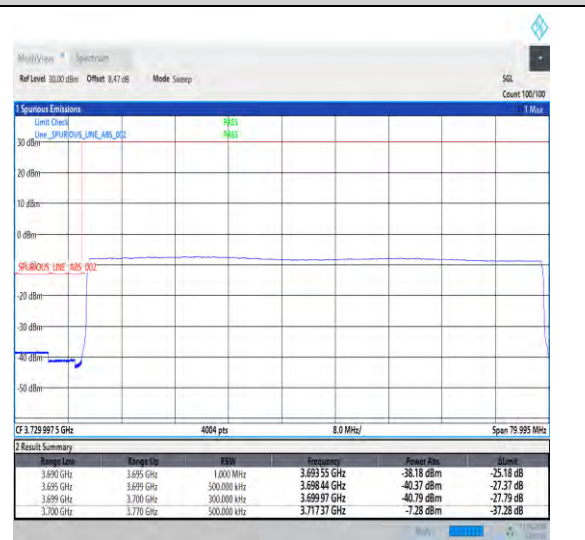 MultiView Spectrum
Ref Level 30.00 dBm Offset 8.47 dB Mode Sweep SGL
Count 100/100
1 Spurious Emissions 1 Max
Limit Check PASS
Line _SPURIOUS_LINE_ABS_002 PASS
30 dBm
20 dBm
10 dBm
0 dBm
SPURIOUS_LINE_ABS_002
-20 dBm
-30 dBm
-40 dBm
-50 dBm
CF 3.729 997 5 GHz 4004 pts 8.0 MHz/ Span 79.995 MHz
2 Result Summary
Range Low Range Up RBW Frequency Power Abs ΔLimit
3.690 GHz 3.695 GHz 1.000 MHz 3.693 55 GHz -38.18 dBm -25.18 dB
3.695 GHz 3.699 GHz 500.000 kHz 3.698 44 GHz -40.37 dBm -27.37 dB
3.699 GHz 3.700 GHz 300.000 kHz 3.699 97 GHz -40.79 dBm -27.79 dB
3.700 GHz 3.770 GHz 500.000 kHz 3.717 37 GHz -7.28 dBm -37.28 dB